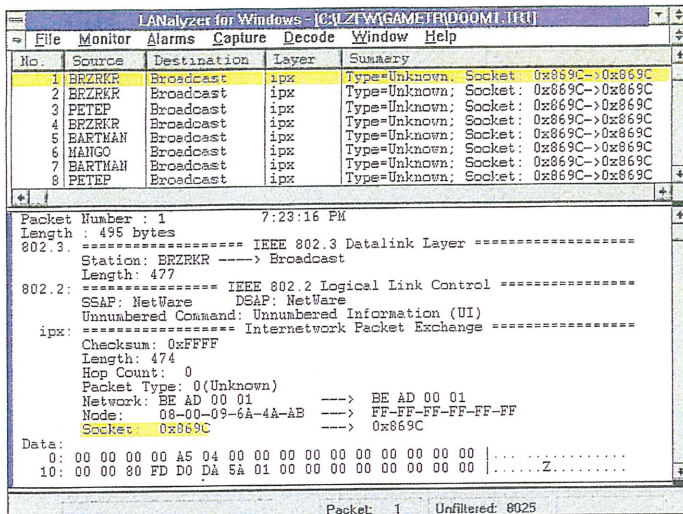 LANalyzer for Windows - [C:\LZFW\GAMETR\DOOM1.TR1]
File Monitor Alarms Capture Decode Window Help
No. Source Destination Layer Summary
1 BRZRKR Broadcast ipx Type=Unknown; Socket: 0x869C->0x869C
2 BRZRKR Broadcast ipx Type=Unknown; Socket: 0x869C->0x869C
3 PETEP Broadcast ipx Type=Unknown; Socket: 0x869C->0x869C
4 BRZRKR Broadcast ipx Type=Unknown; Socket: 0x869C->0x869C
5 BARTMAN Broadcast ipx Type=Unknown; Socket: 0x869C->0x869C
6 MANGO Broadcast ipx Type=Unknown; Socket: 0x869C->0x869C
7 BARTMAN Broadcast ipx Type=Unknown; Socket: 0x869C->0x869C
8 PETEP Broadcast ipx Type=Unknown; Socket: 0x869C->0x869C
Packet Number : 1 7:23:16 PM
Length : 495 bytes
802.3: =================== IEEE 802.3 Datalink Layer ===================
Station: BRZRKR ----> Broadcast
Length: 477
802.2: ================ IEEE 802.2 Logical Link Control ================
SSAP: NetWare DSAP: NetWare
Unnumbered Command: Unnumbered Information (UI)
ipx: ================== Internetwork Packet Exchange =================
Checksum: 0xFFFF
Length: 474
Hop Count: 0
Packet Type: 0(Unknown)
Network: BE AD 00 01 ---> BE AD 00 01
Node: 08-00-09-6A-4A-AB ---> FF-FF-FF-FF-FF-FF
Socket: 0x869C ---> 0x869C
Data:
0: 00 00 00 00 A5 04 00 00 00 00 00 00 00 00 00 00 |................
10: 00 00 80 FD D0 DA 5A 01 00 00 00 00 00 00 00 00 |......Z.........
Packet: 1 Unfiltered: 8025